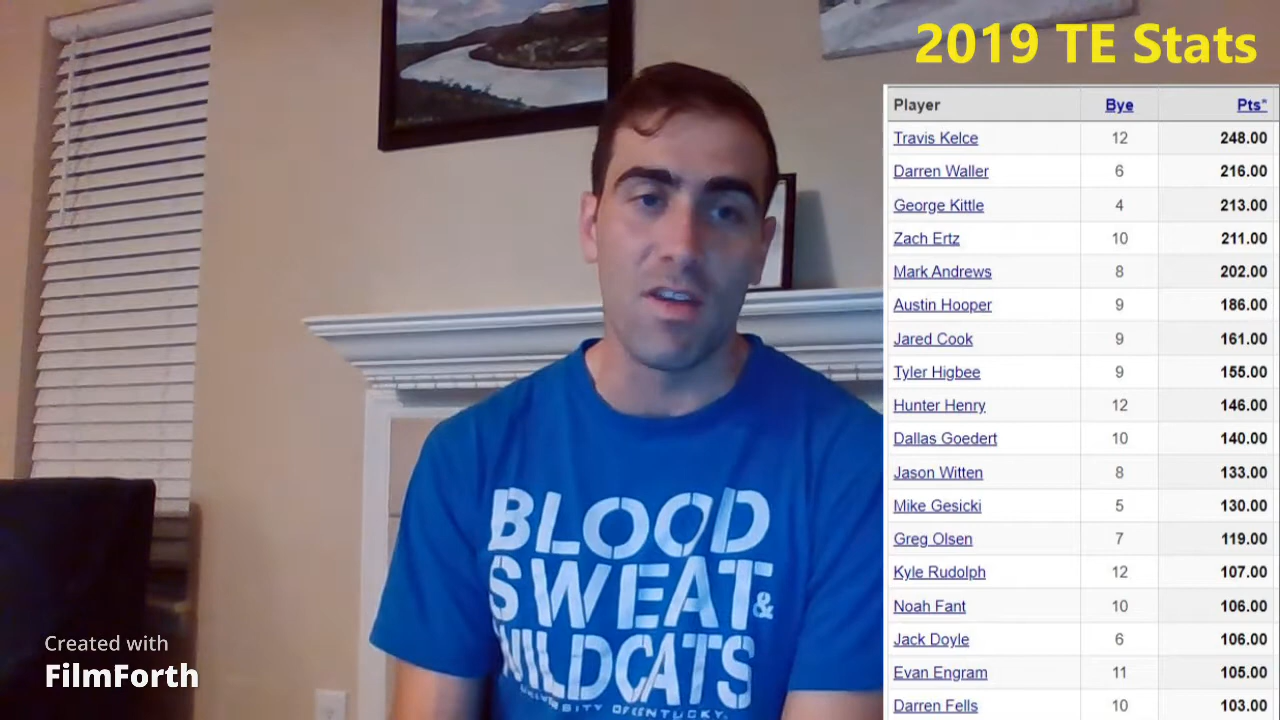 2019 TE Stats
Player Bye Pts*
Travis Kelce 12 248.00
Darren Waller 6 216.00
George Kittle 4 213.00
Zach Ertz 10 211.00
Mark Andrews 8 202.00
Austin Hooper 9 186.00
Jared Cook 9 161.00
Tyler Higbee 9 155.00
Hunter Henry 12 146.00
Dallas Goedert 10 140.00
Jason Witten 8 133.00
Mike Gesicki 5 130.00
Greg Olsen 7 119.00
Kyle Rudolph 12 107.00
Noah Fant 10 106.00
Jack Doyle 6 106.00
Evan Engram 11 105.00
Darren Fells 10 103.00
BLOOD
SWEAT &
WILDCATS
UNIVERSITY OF KENTUCKY.
Created with
FilmForth